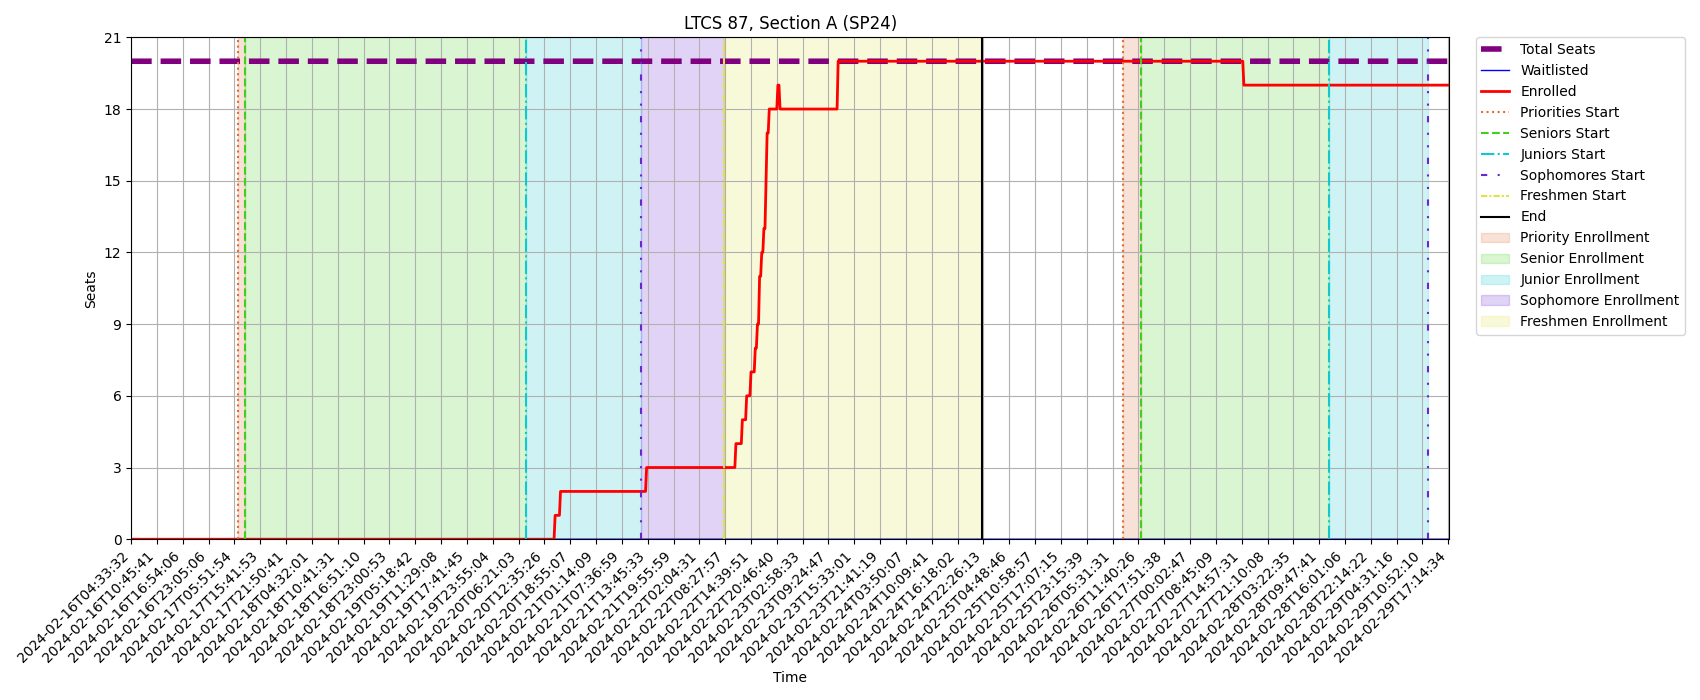 LTCS 87, Section A (SP24)
21
18
15
12
9
6
3
0
Seats
2024-02-16T04:33:32
2024-02-16T10:45:41
2024-02-16T16:54:06
2024-02-16T23:05:06
2024-02-17T05:51:54
2024-02-17T15:41:53
2024-02-17T21:50:41
2024-02-18T04:32:01
2024-02-18T10:41:31
2024-02-18T16:51:10
2024-02-18T23:00:53
2024-02-19T05:18:42
2024-02-19T11:29:08
2024-02-19T17:41:45
2024-02-19T23:55:04
2024-02-20T06:21:03
2024-02-20T12:35:26
2024-02-20T18:55:07
2024-02-21T01:14:09
2024-02-21T07:36:59
2024-02-21T13:45:33
2024-02-21T19:55:59
2024-02-22T02:04:31
2024-02-22T08:27:57
2024-02-22T14:39:51
2024-02-22T20:46:40
2024-02-23T02:58:33
2024-02-23T09:24:47
2024-02-23T15:33:01
2024-02-23T21:41:19
2024-02-24T03:50:07
2024-02-24T10:09:41
2024-02-24T16:18:02
2024-02-24T22:26:13
2024-02-25T04:48:46
2024-02-25T10:58:57
2024-02-25T17:07:15
2024-02-25T23:15:39
2024-02-26T05:31:31
2024-02-26T11:40:26
2024-02-26T17:51:38
2024-02-27T00:02:47
2024-02-27T08:45:09
2024-02-27T14:57:31
2024-02-27T21:10:08
2024-02-28T03:22:35
2024-02-28T09:47:41
2024-02-28T16:01:06
2024-02-28T22:14:22
2024-02-29T04:31:16
2024-02-29T10:52:10
2024-02-29T17:14:34
Time
Total Seats
Waitlisted
Enrolled
Priorities Start
Seniors Start
Juniors Start
Sophomores Start
Freshmen Start
End
Priority Enrollment
Senior Enrollment
Junior Enrollment
Sophomore Enrollment
Freshmen Enrollment